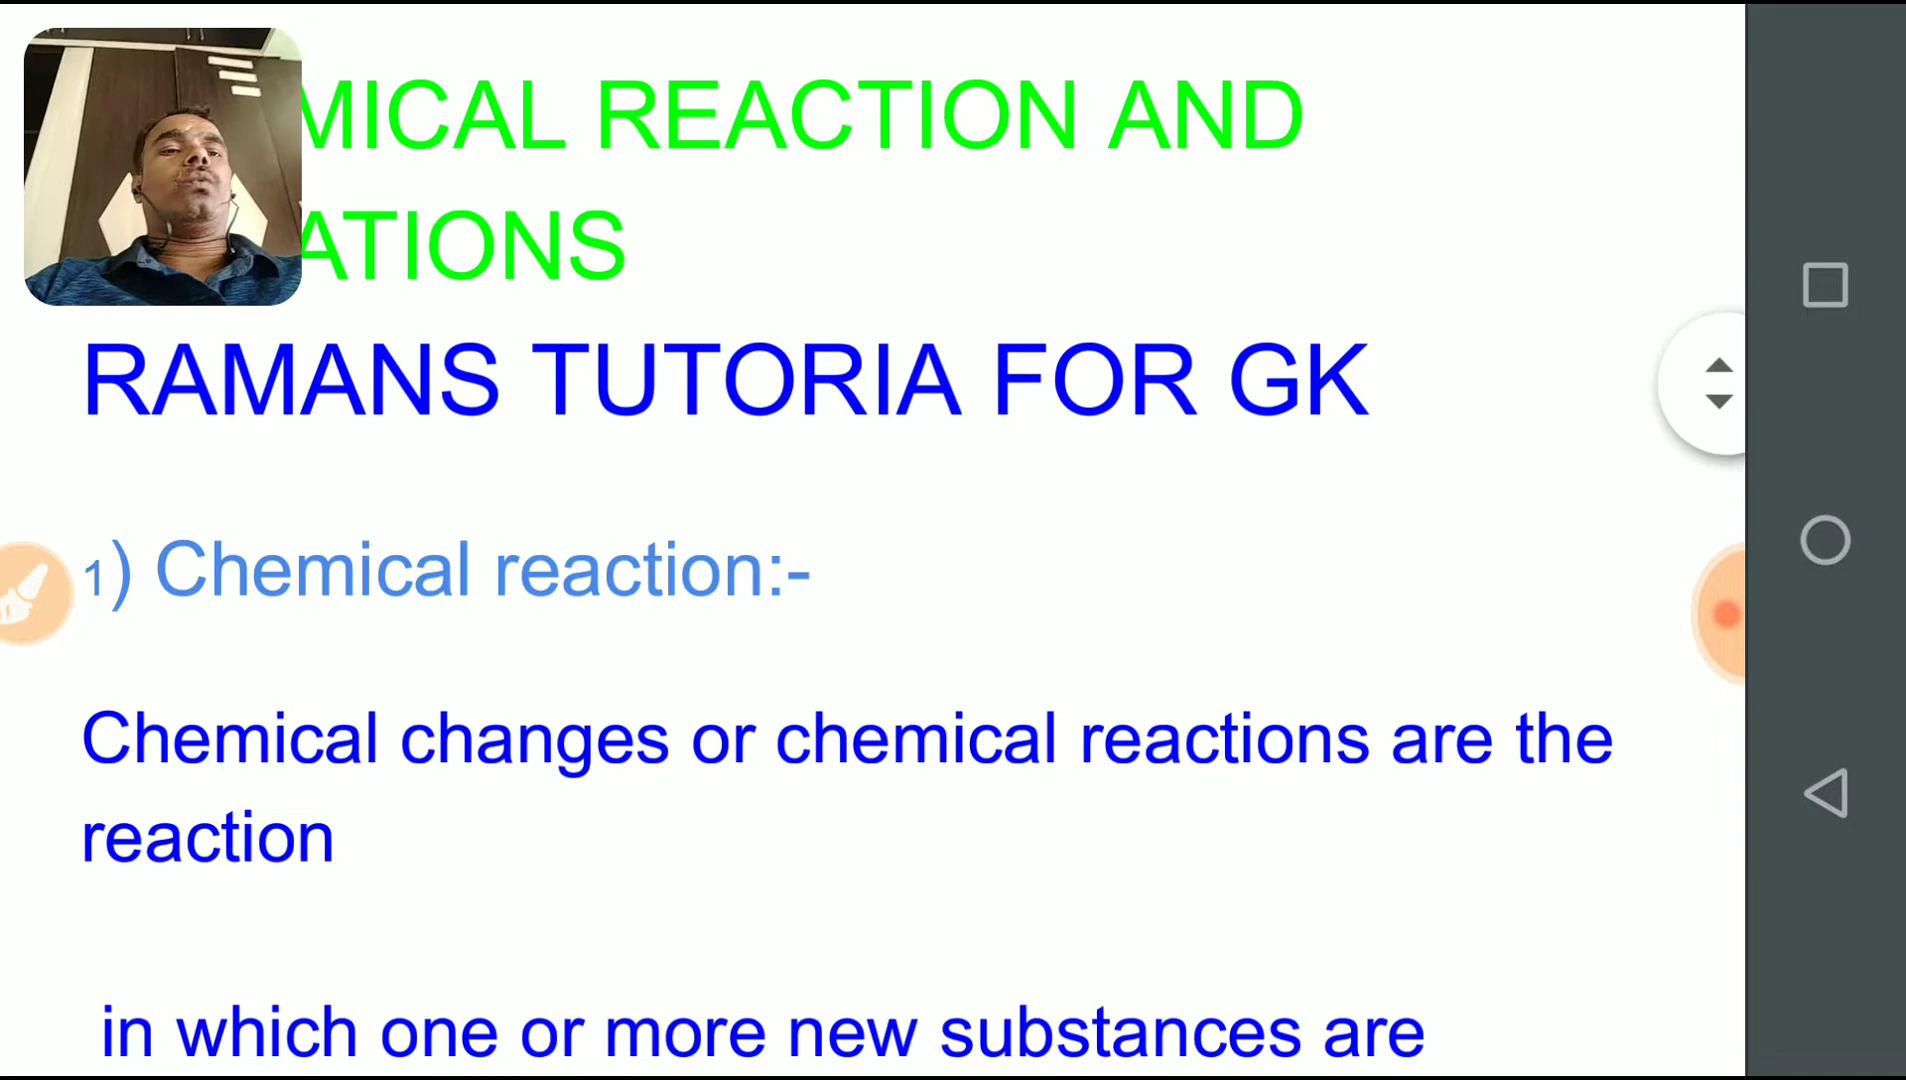 MICAL REACTION AND
ATIONS
RAMANS TUTORIA FOR GK
1) Chemical reaction:-
Chemical changes or chemical reactions are the
reaction
in which one or more new substances are